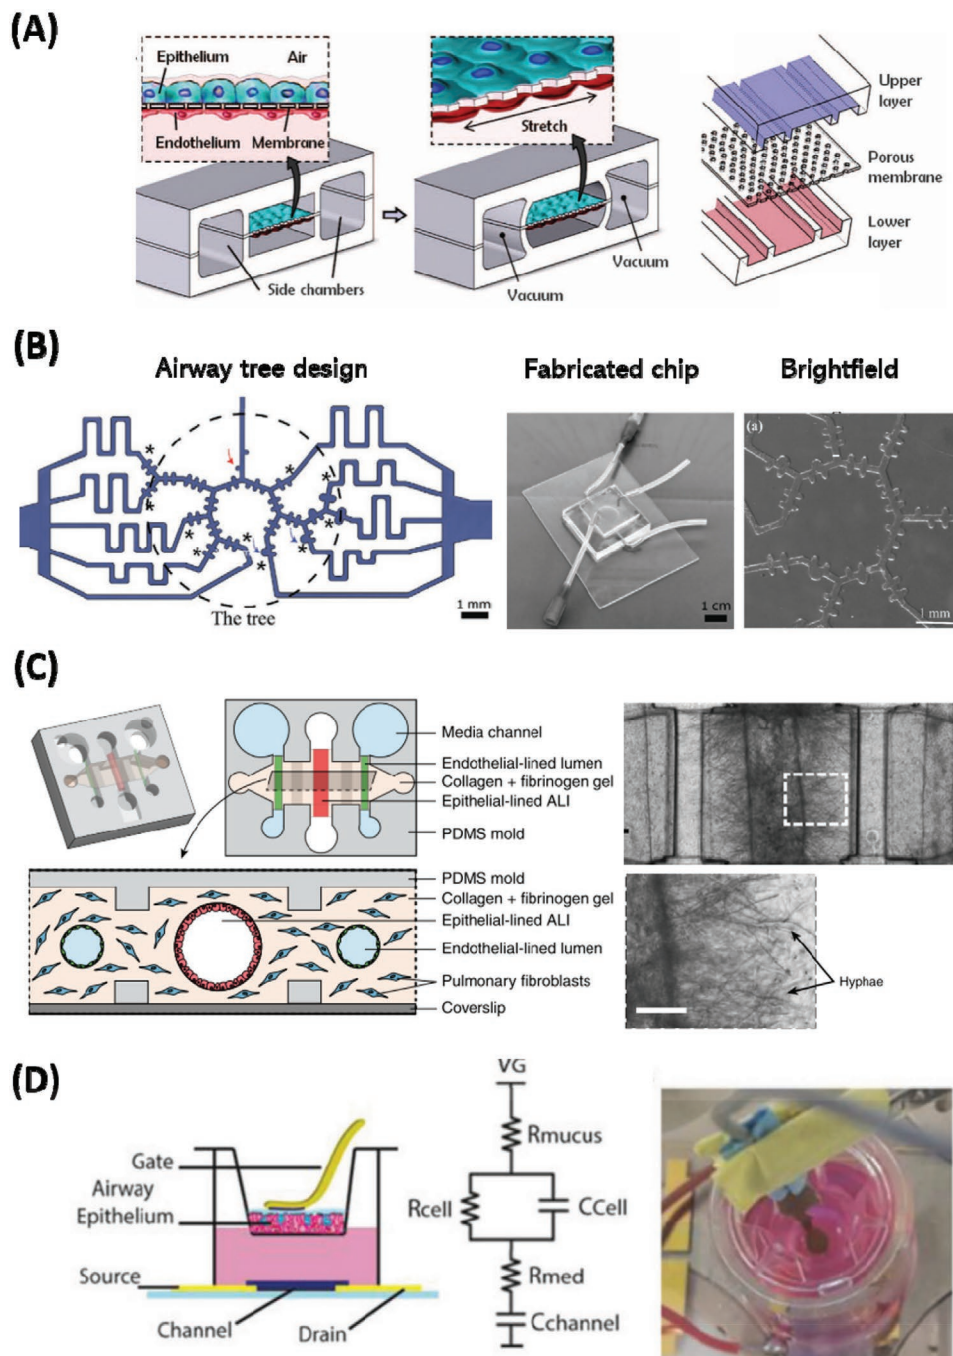 (A)
Epithelium
Air
Endothelium
Membrane
Side chambers
Stretch
Vacuum
Vacuum
Upper
layer
Porous
membrane
Lower
layer
(B)
Airway tree design
Fabricated chip
Brightfield
*
*
*
*
*
*
*
*
*
*
The tree
1 mm
1 cm
(a)
1 mm
(C)
Media channel
Endothelial-lined lumen
Collagen + fibrinogen gel
Epithelial-lined ALI
PDMS mold
PDMS mold
Collagen + fibrinogen gel
Epithelial-lined ALI
Endothelial-lined lumen
Pulmonary fibroblasts
Coverslip
Hyphae
(D)
Gate
Airway
Epithelium
Source
Channel
Drain
VG
Rmucus
Rcell
CCell
Rmed
Cchannel